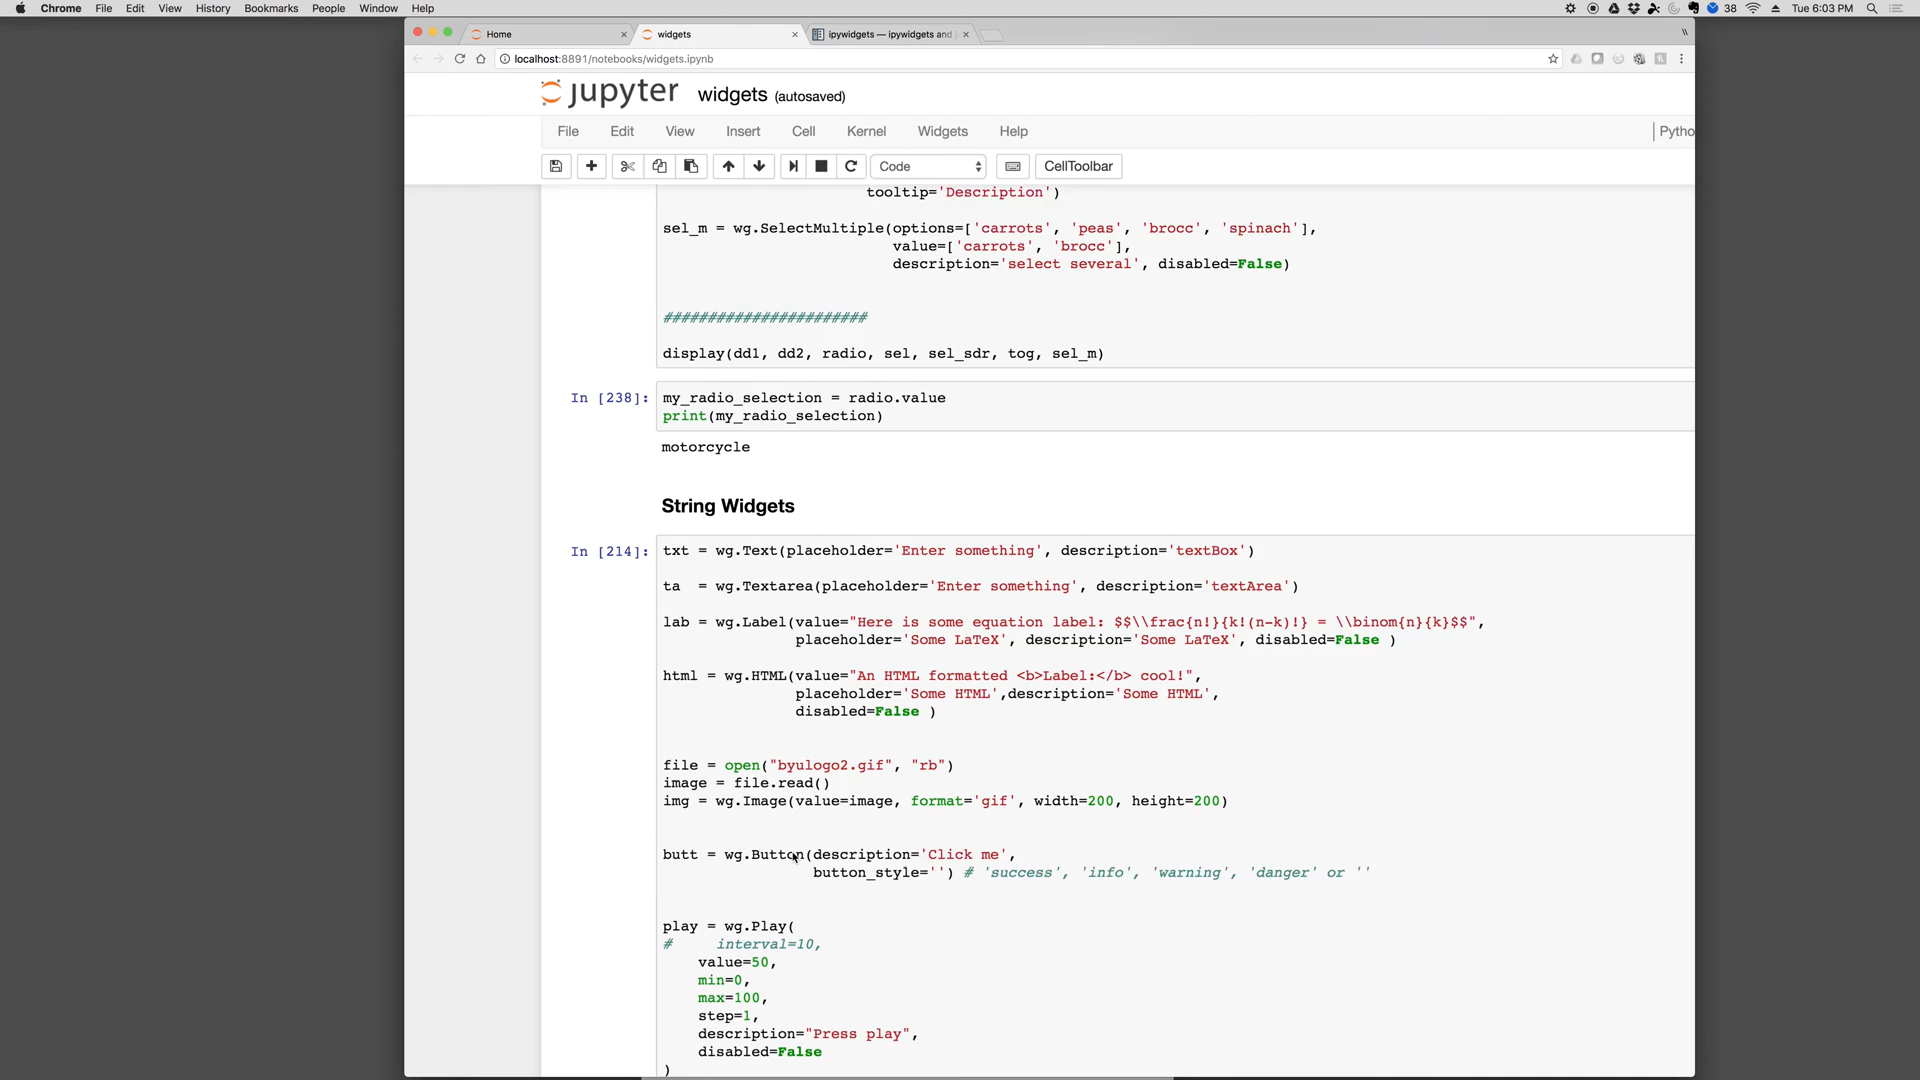 Chrome File Edit View History Bookmarks People Window Help 38 Tue 6:03 PM
Home widgets ipywidgets — ipywidgets and
localhost:8891/notebooks/widgets.ipynb
jupyter widgets (autosaved)
File Edit View Insert Cell Kernel Widgets Help Pytho
Code CellToolbar
tooltip='Description')
sel_m = wg.SelectMultiple(options=['carrots', 'peas', 'brocc', 'spinach'],
value=['carrots', 'brocc'],
description='select several', disabled=False)
#######################
display(dd1, dd2, radio, sel, sel_sdr, tog, sel_m)
In [238]: my_radio_selection = radio.value
print(my_radio_selection)
motorcycle
String Widgets
In [214]: txt = wg.Text(placeholder='Enter something', description='textBox')
ta = wg.Textarea(placeholder='Enter something', description='textArea')
lab = wg.Label(value="Here is some equation label: $$\\frac{n!}{k!(n-k)!} = \\binom{n}{k}$$",
placeholder='Some LaTeX', description='Some LaTeX', disabled=False )
html = wg.HTML(value="An HTML formatted <b>Label:</b> cool!",
placeholder='Some HTML',description='Some HTML',
disabled=False )
file = open("byulogo2.gif", "rb")
image = file.read()
img = wg.Image(value=image, format='gif', width=200, height=200)
butt = wg.Button(description='Click me',
button_style='') # 'success', 'info', 'warning', 'danger' or ''
play = wg.Play(
# interval=10,
value=50,
min=0,
max=100,
step=1,
description="Press play",
disabled=False
)